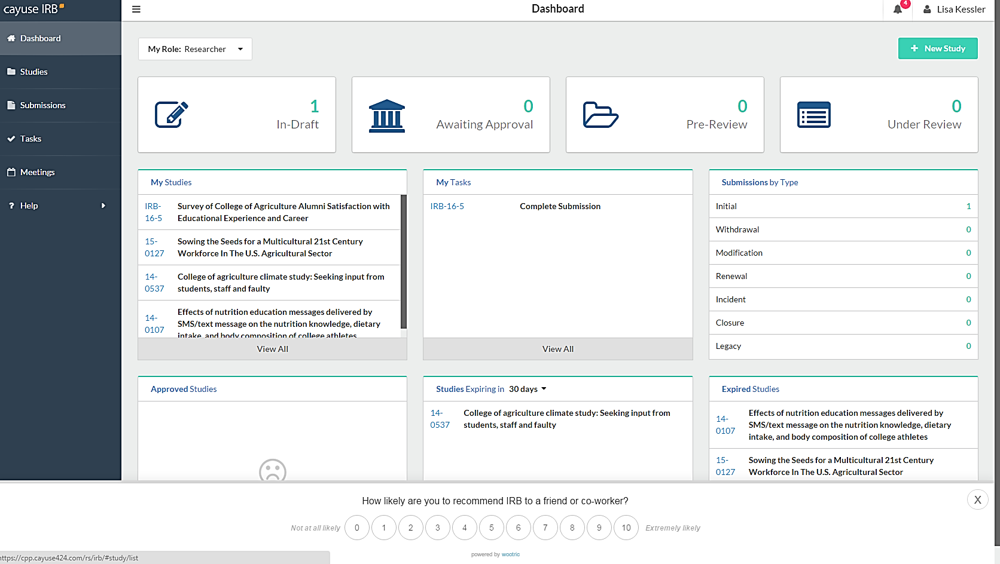 cayuse IRB
Dashboard
4
Lisa Kessler
Dashboard
Studies
Submissions
Tasks
Meetings
? Help
My Role: Researcher
+ New Study
1
In-Draft
0
Awaiting Approval
0
Pre-Review
0
Under Review
My Studies
IRB-16-5
Survey of College of Agriculture Alumni Satisfaction with
Educational Experience and Career
15-0127
Sowing the Seeds for a Multicultural 21st Century
Workforce In The U.S. Agricultural Sector
14-0537
College of agriculture climate study: Seeking input from
students, staff and faulty
14-0107
Effects of nutrition education messages delivered by
SMS/text message on the nutrition knowledge, dietary
intake, and body composition of college athletes
View All
My Tasks
IRB-16-5 Complete Submission
View All
Submissions by Type
Initial 1
Withdrawal 0
Modification 0
Renewal 0
Incident 0
Closure 0
Legacy 0
Approved Studies
Studies Expiring in 30 days
14-0537
College of agriculture climate study: Seeking input from
students, staff and faulty
Expired Studies
14-0107
Effects of nutrition education messages delivered by
SMS/text message on the nutrition knowledge, dietary
intake, and body composition of college athletes
15-0127
Sowing the Seeds for a Multicultural 21st Century
Workforce In The U.S. Agricultural Sector
How likely are you to recommend IRB to a friend or co-worker?
X
Not at all likely 0 1 2 3 4 5 6 7 8 9 10 Extremely likely
powered by wootric
https://cpp.cayuse424.com/rs/irb/#study/list